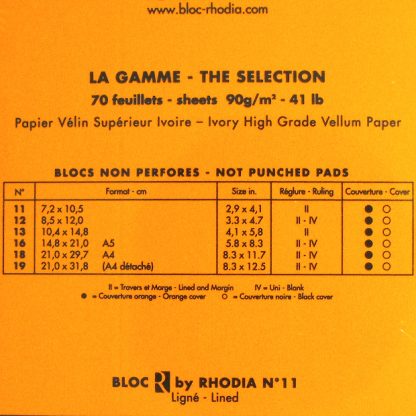 www.bloc-rhodia.com
LA GAMME - THE SELECTION
70 feuillets - sheets 90g/m² - 41 lb
Papier Vélin Supérieur Ivoire – Ivory High Grade Vellum Paper
BLOCS NON PERFORES - NOT PUNCHED PADS
N° Format - cm Size in. Réglure - Ruling Couverture - Cover
11 7,2 x 10,5 2,9 x 4,1 II ● ○
12 8,5 x 12,0 3.3 x 4.7 II - IV ● ○
13 10,4 x 14,8 4,1 x 5,8 II ● ○
16 14,8 x 21,0 A5 5.8 x 8.3 II - IV ● ○
18 21,0 x 29,7 A4 8.3 x 11.7 II - IV ● ○
19 21,0 x 31,8 (A4 détaché) 8.3 x 12.5 II - IV ● ○
II = Travers et Marge - Lined and Margin IV = Uni - Blank
● = Couverture orange - Orange cover ○ = Couverture noire - Black cover
BLOC R by RHODIA N°11
Ligné - Lined